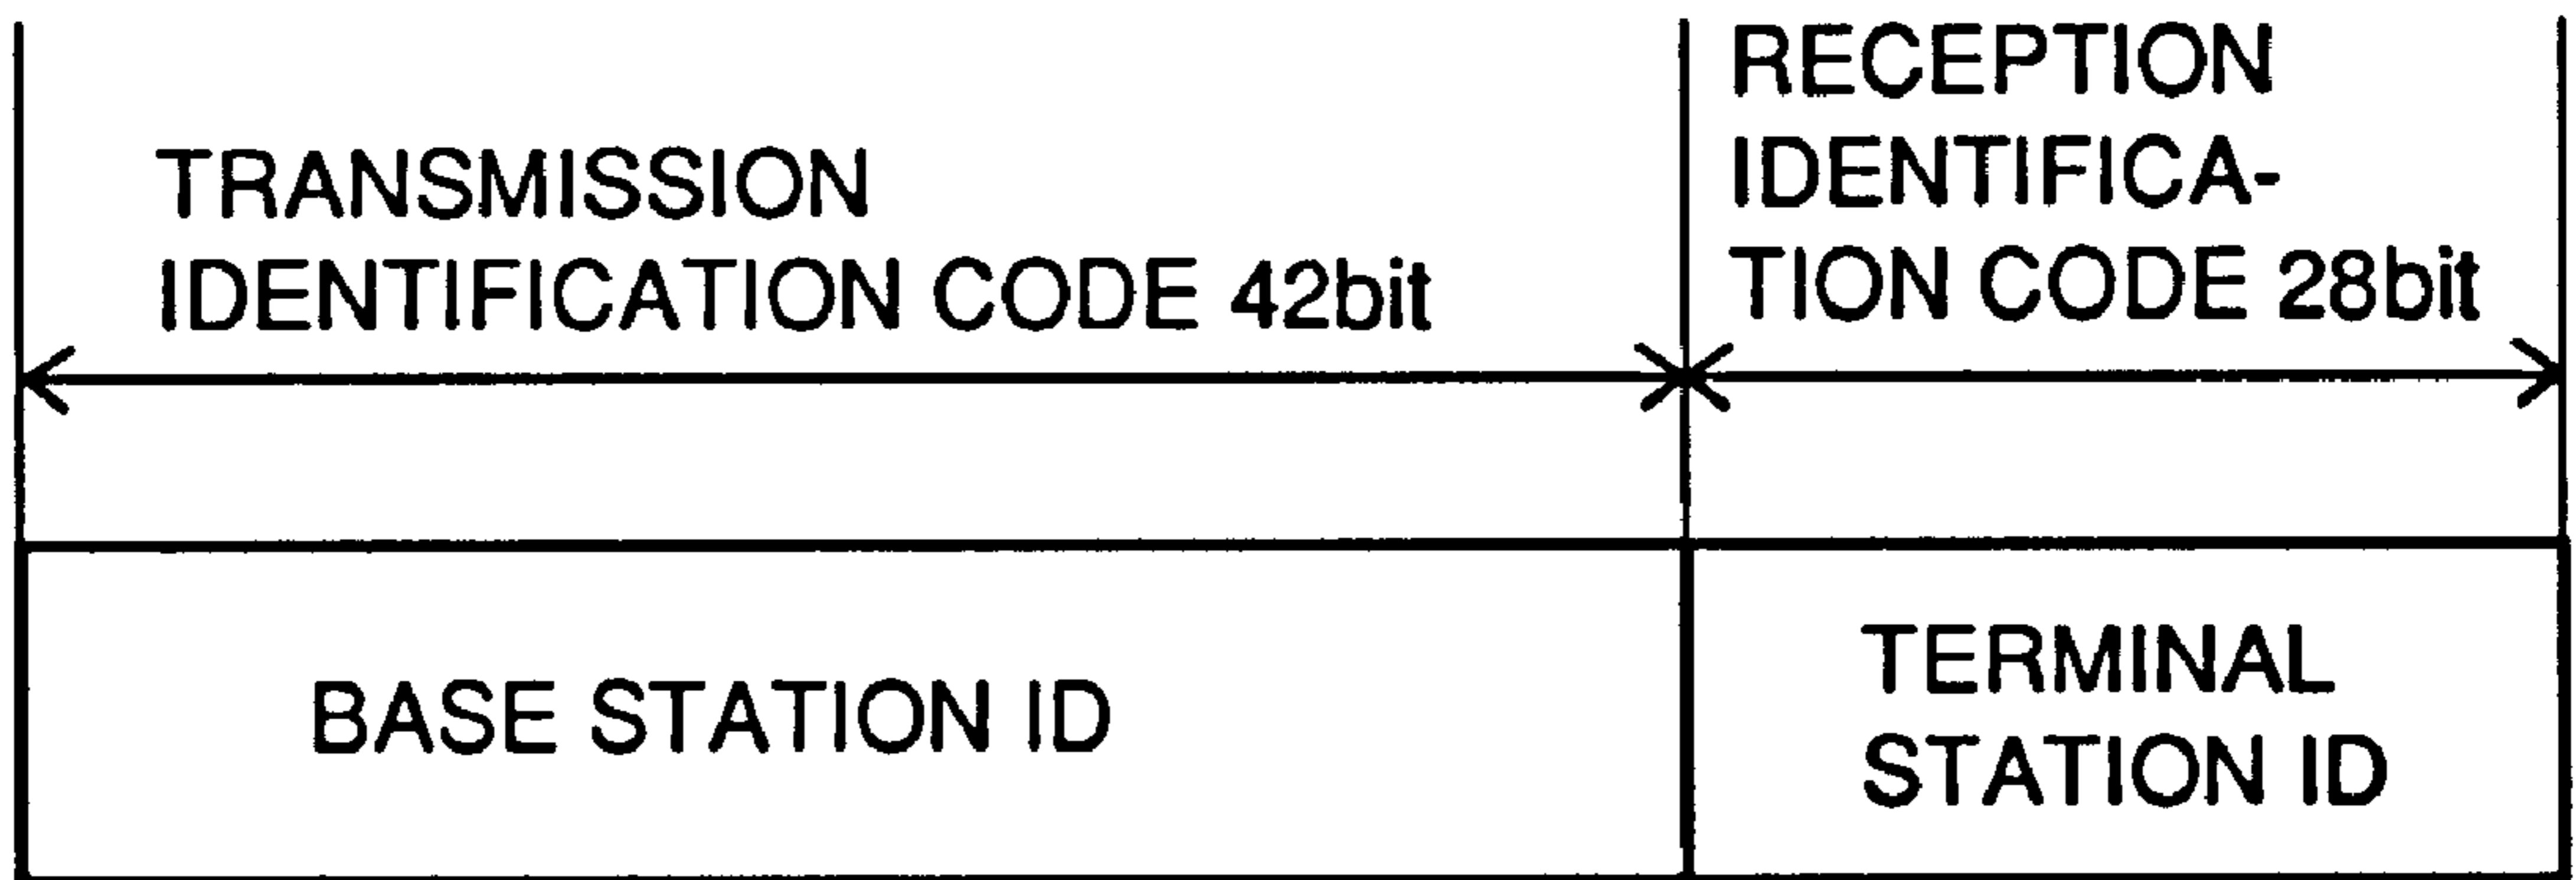 TRANSMISSION
IDENTIFICATION CODE 42bit
RECEPTION
IDENTIFICA-
TION CODE 28bit
BASE STATION ID
TERMINAL
STATION ID